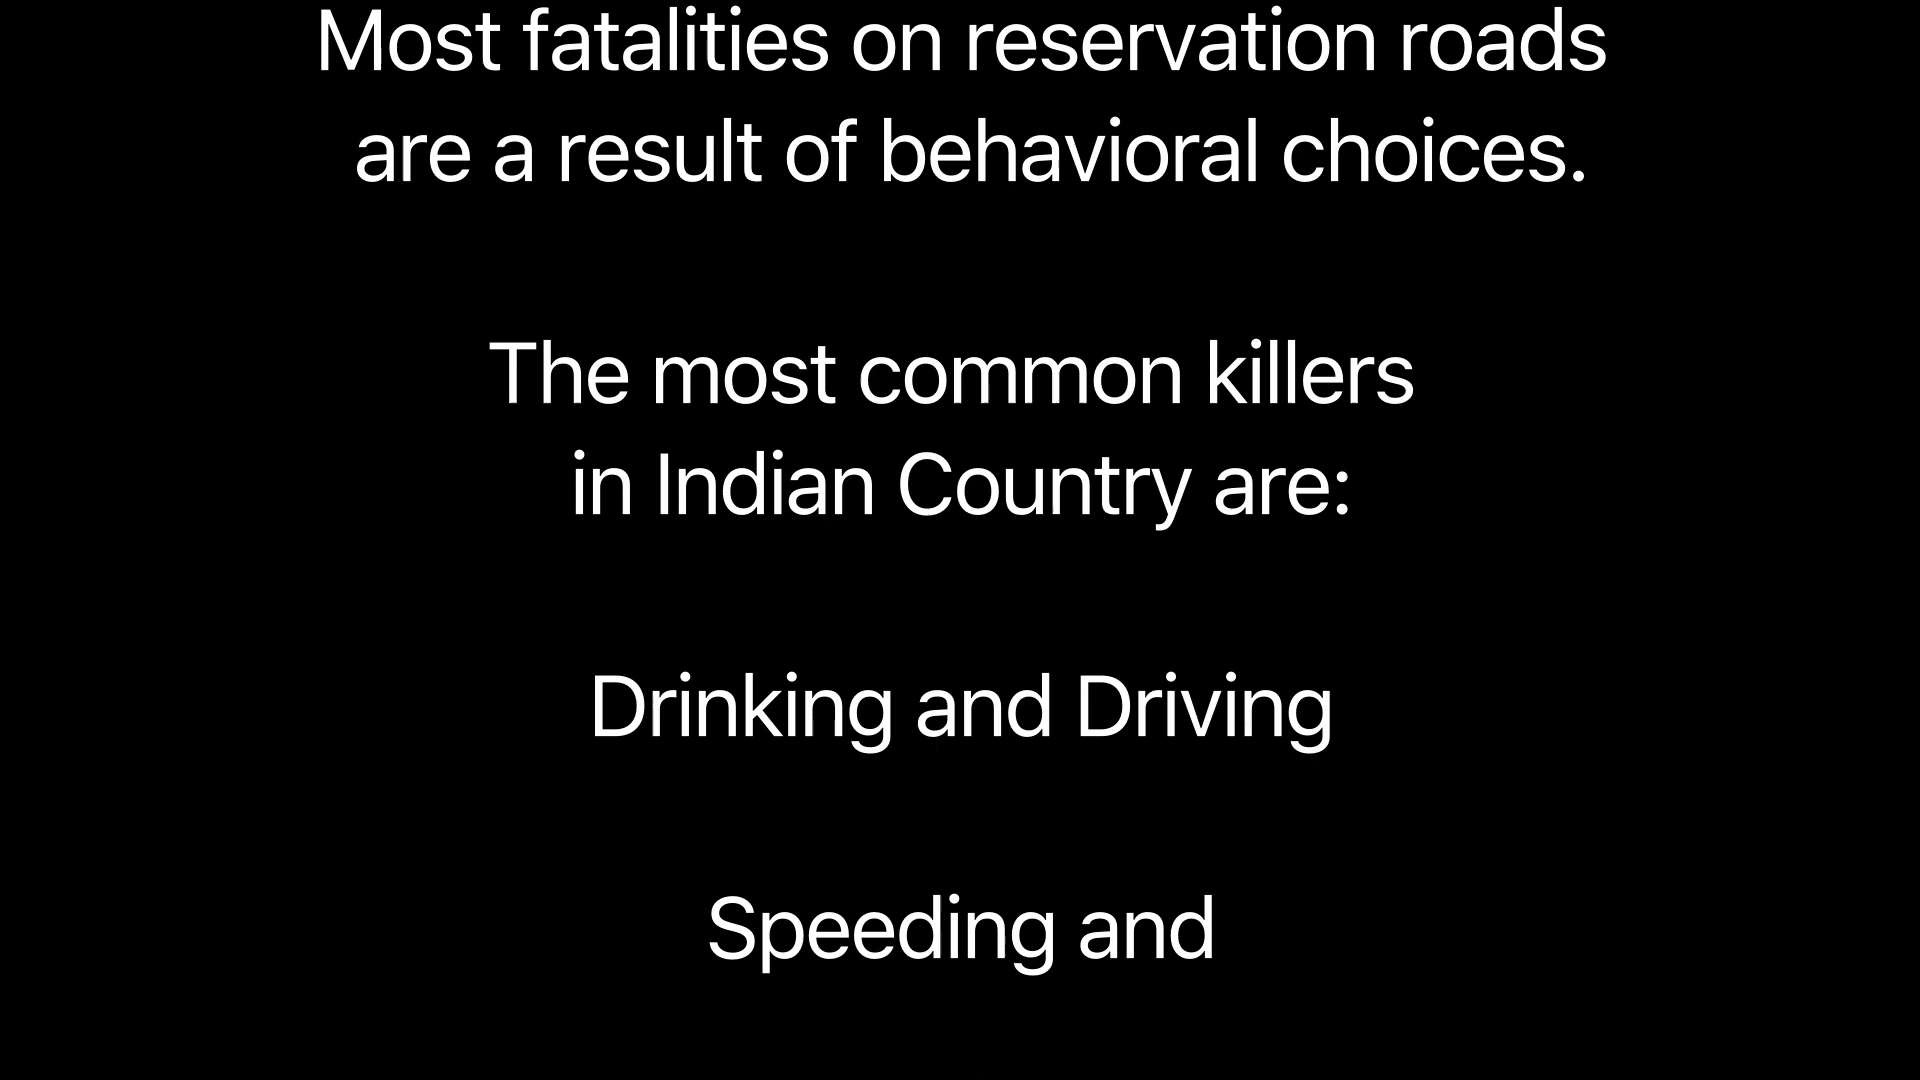 Most fatalities on reservation roads
are a result of behavioral choices.
The most common killers
in Indian Country are:
Drinking and Driving
Speeding and